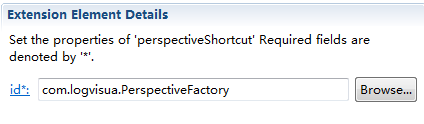 Extension Element Details
Set the properties of 'perspectiveShortcut' Required fields are
denoted by '*'.
id*: com.logvisua.PerspectiveFactory Browse...